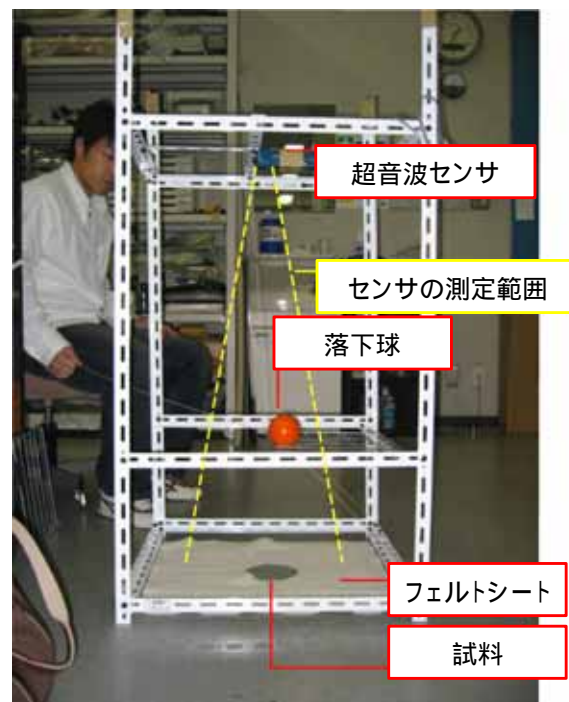 超音波センサ
センサの測定範囲
落下球
フェルトシート
試料